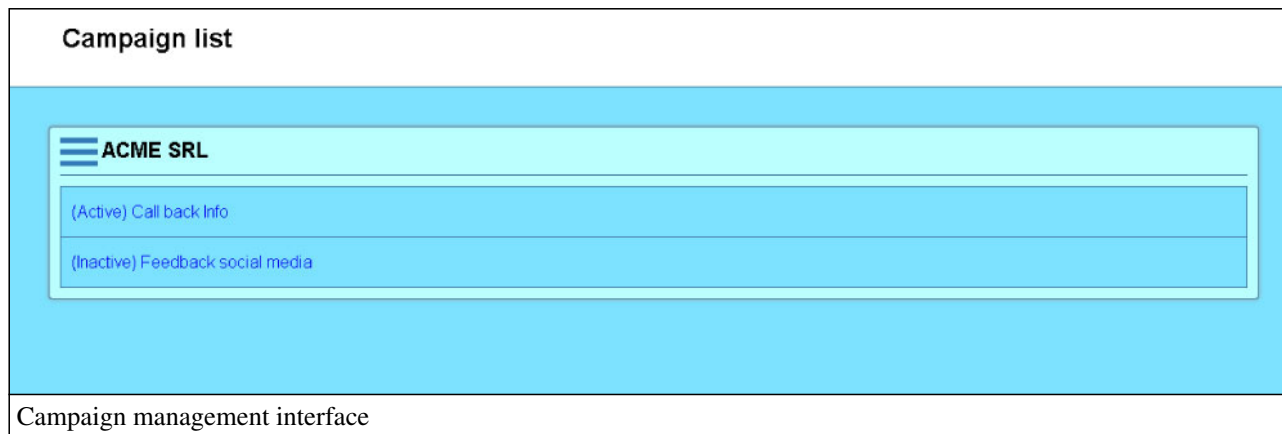 Campaign list
ACME SRL
(Active) Call back Info
(Inactive) Feedback social media
Campaign management interface